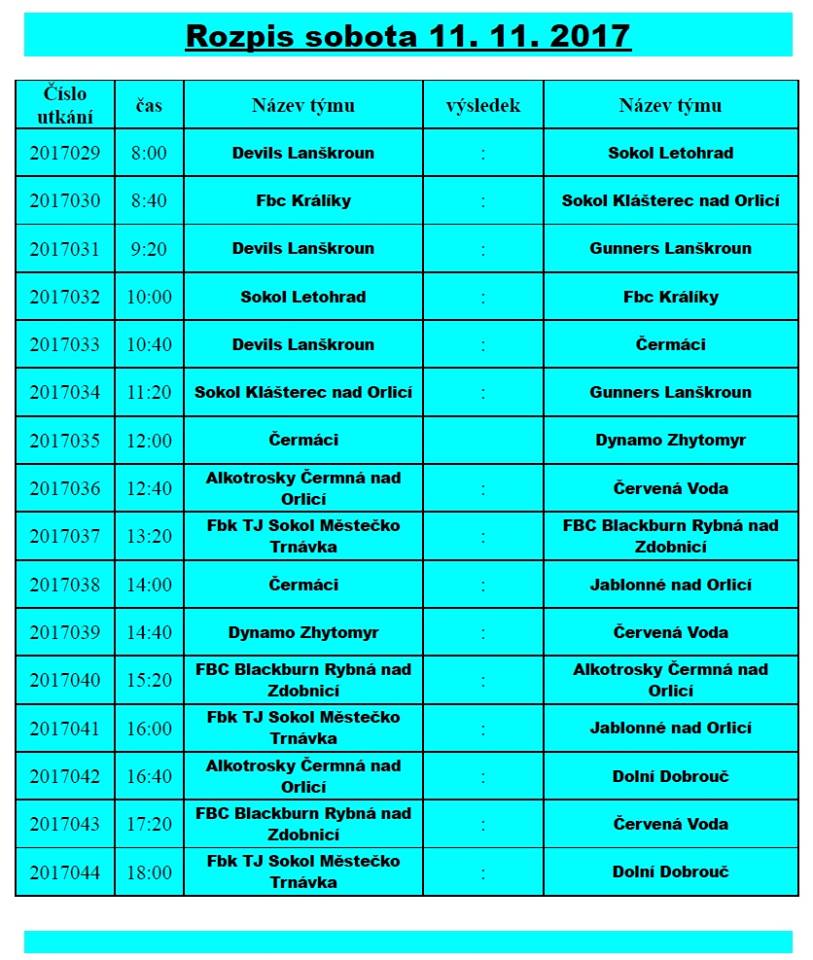 Rozpis sobota 11. 11. 2017
Číslo utkání čas Název týmu výsledek Název týmu
2017029 8:00 Devils Lanškroun : Sokol Letohrad
2017030 8:40 Fbc Králíky : Sokol Klášterec nad Orlicí
2017031 9:20 Devils Lanškroun : Gunners Lanškroun
2017032 10:00 Sokol Letohrad : Fbc Králíky
2017033 10:40 Devils Lanškroun : Čermáci
2017034 11:20 Sokol Klášterec nad Orlicí : Gunners Lanškroun
2017035 12:00 Čermáci Dynamo Zhytomyr
2017036 12:40 Alkotrosky Čermná nad Orlicí : Červená Voda
2017037 13:20 Fbk TJ Sokol Městečko Trnávka : FBC Blackburn Rybná nad Zdobnicí
2017038 14:00 Čermáci : Jablonné nad Orlicí
2017039 14:40 Dynamo Zhytomyr : Červená Voda
2017040 15:20 FBC Blackburn Rybná nad Zdobnicí : Alkotrosky Čermná nad Orlicí
2017041 16:00 Fbk TJ Sokol Městečko Trnávka : Jablonné nad Orlicí
2017042 16:40 Alkotrosky Čermná nad Orlicí : Dolní Dobrouč
2017043 17:20 FBC Blackburn Rybná nad Zdobnicí : Červená Voda
2017044 18:00 Fbk TJ Sokol Městečko Trnávka : Dolní Dobrouč